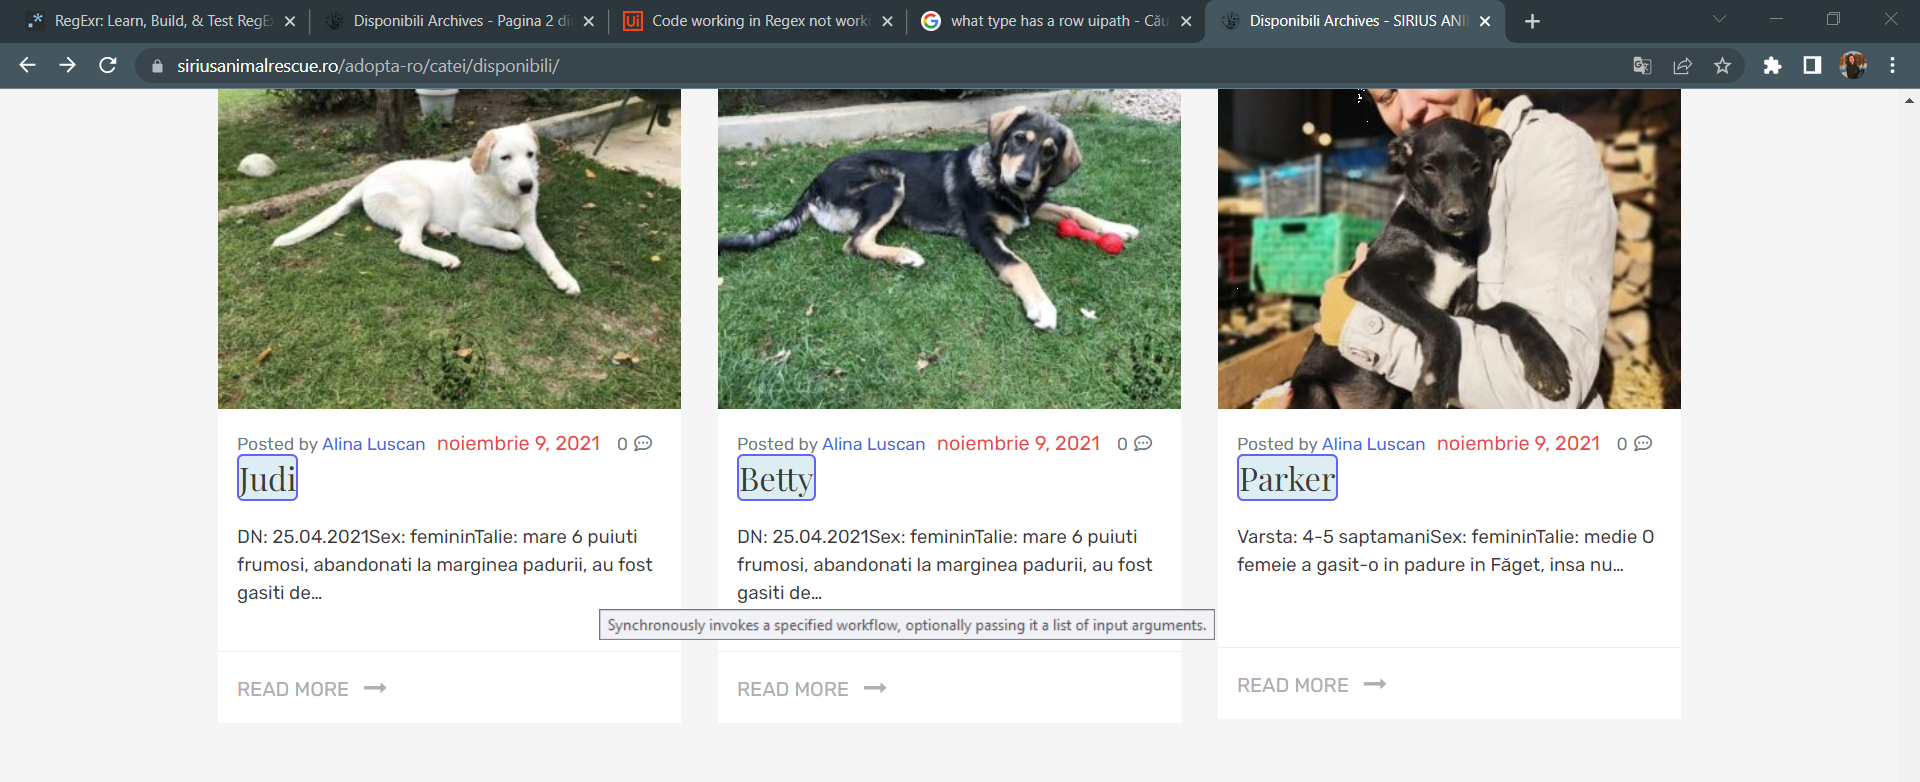 RegExr: Learn, Build, & Test RegEx
Disponibili Archives - Pagina 2 di
Code working in Regex not worki
what type has a row uipath - Cău
Disponibili Archives - SIRIUS ANI
siriusanimalrescue.ro/adopta-ro/catei/disponibili/
Posted by Alina Luscan noiembrie 9, 2021 0
Judi
DN: 25.04.2021Sex: femininTalie: mare 6 puiuti
frumosi, abandonati la marginea padurii, au fost
gasiti de...
READ MORE
Posted by Alina Luscan noiembrie 9, 2021 0
Betty
DN: 25.04.2021Sex: femininTalie: mare 6 puiuti
frumosi, abandonati la marginea padurii, au fost
gasiti de...
READ MORE
Posted by Alina Luscan noiembrie 9, 2021 0
Parker
Varsta: 4-5 saptamaniSex: femininTalie: medie O
femeie a gasit-o in padure in Făget, insa nu...
READ MORE
Synchronously invokes a specified workflow, optionally passing it a list of input arguments.